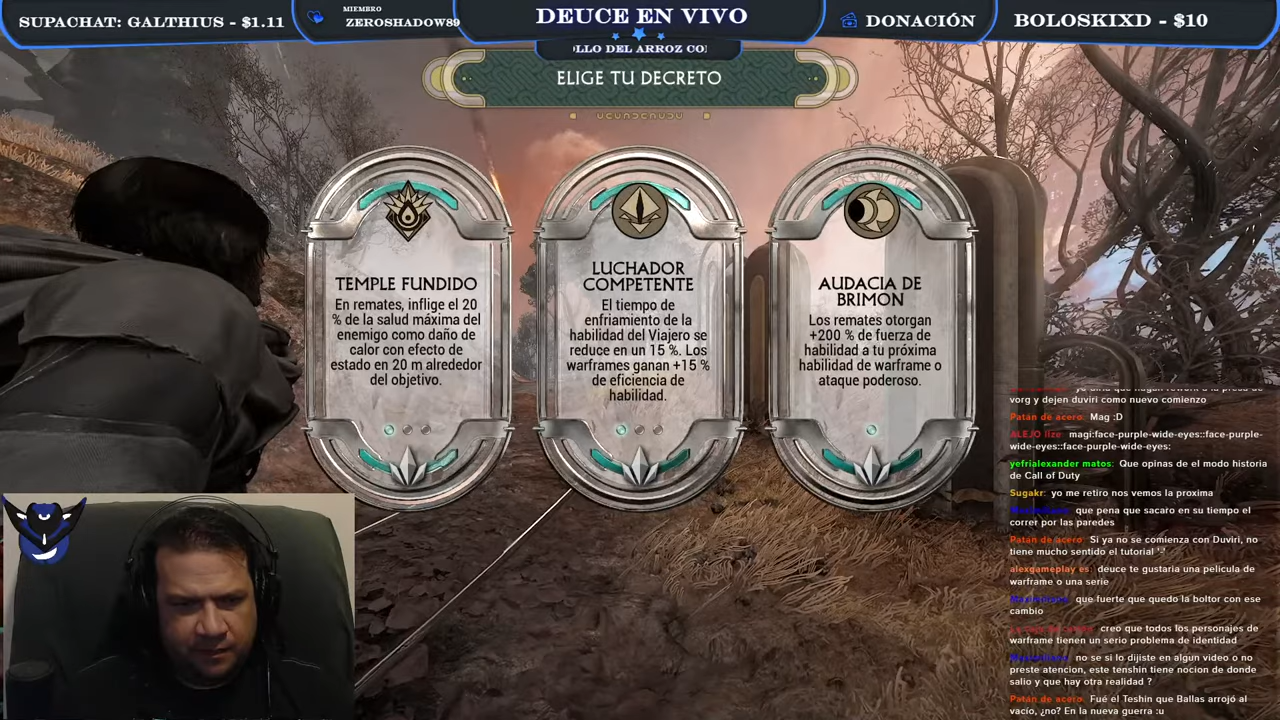 SUPACHAT: GALTHIUS - $1.11
MIEMBRO
ZEROSHADOW89
DEUCE EN VIVO
DONACIÓN
BOLOSKIXD - $10
LLO DEL ARROZ CO
ELIGE TU DECRETO
TEMPLE FUNDIDO
En remates, inflige el 20
% de la salud máxima del
enemigo como daño de
calor con efecto de
estado en 20 m alrededor
del objetivo.
LUCHADOR
COMPETENTE
El tiempo de
enfriamiento de la
habilidad del Viajero se
reduce en un 15 %. Los
warframes ganan +15 %
de eficiencia de
habilidad.
AUDACIA DE
BRIMON
Los remates otorgan
+200 % de fuerza de
habilidad a tu próxima
habilidad de warframe o
ataque poderoso.
vorg y dejen duviri como nuevo comienzo
Patán de acero: Mag :D
ALEJO lize: magi:face-purple-wide-eyes::face-purple-
wide-eyes::face-purple-wide-eyes:
yefrialexander matos: Que opinas de el modo historia
de Call of Duty
Sugakr: yo me retiro nos vemos la proxima
que pena que sacaro en su tiempo el
correr por las paredes
Patán de acero: Si ya no se comienza con Duviri, no
tiene mucho sentido el tutorial '-'
alexgameplay es: deuce te gustaria una pelicula de
warframe o una serie
que fuerte que quedo la boltor con ese
cambio
creo que todos los personajes de
warframe tienen un serio problema de identidad
no se si lo dijiste en algun video o no
preste atencion, este tenshin tiene nocion de donde
salio y que hay otra realidad ?
Patán de acero: Fué el Teshin que Ballas arrojó al
vacío, ¿no? En la nueva guerra :u